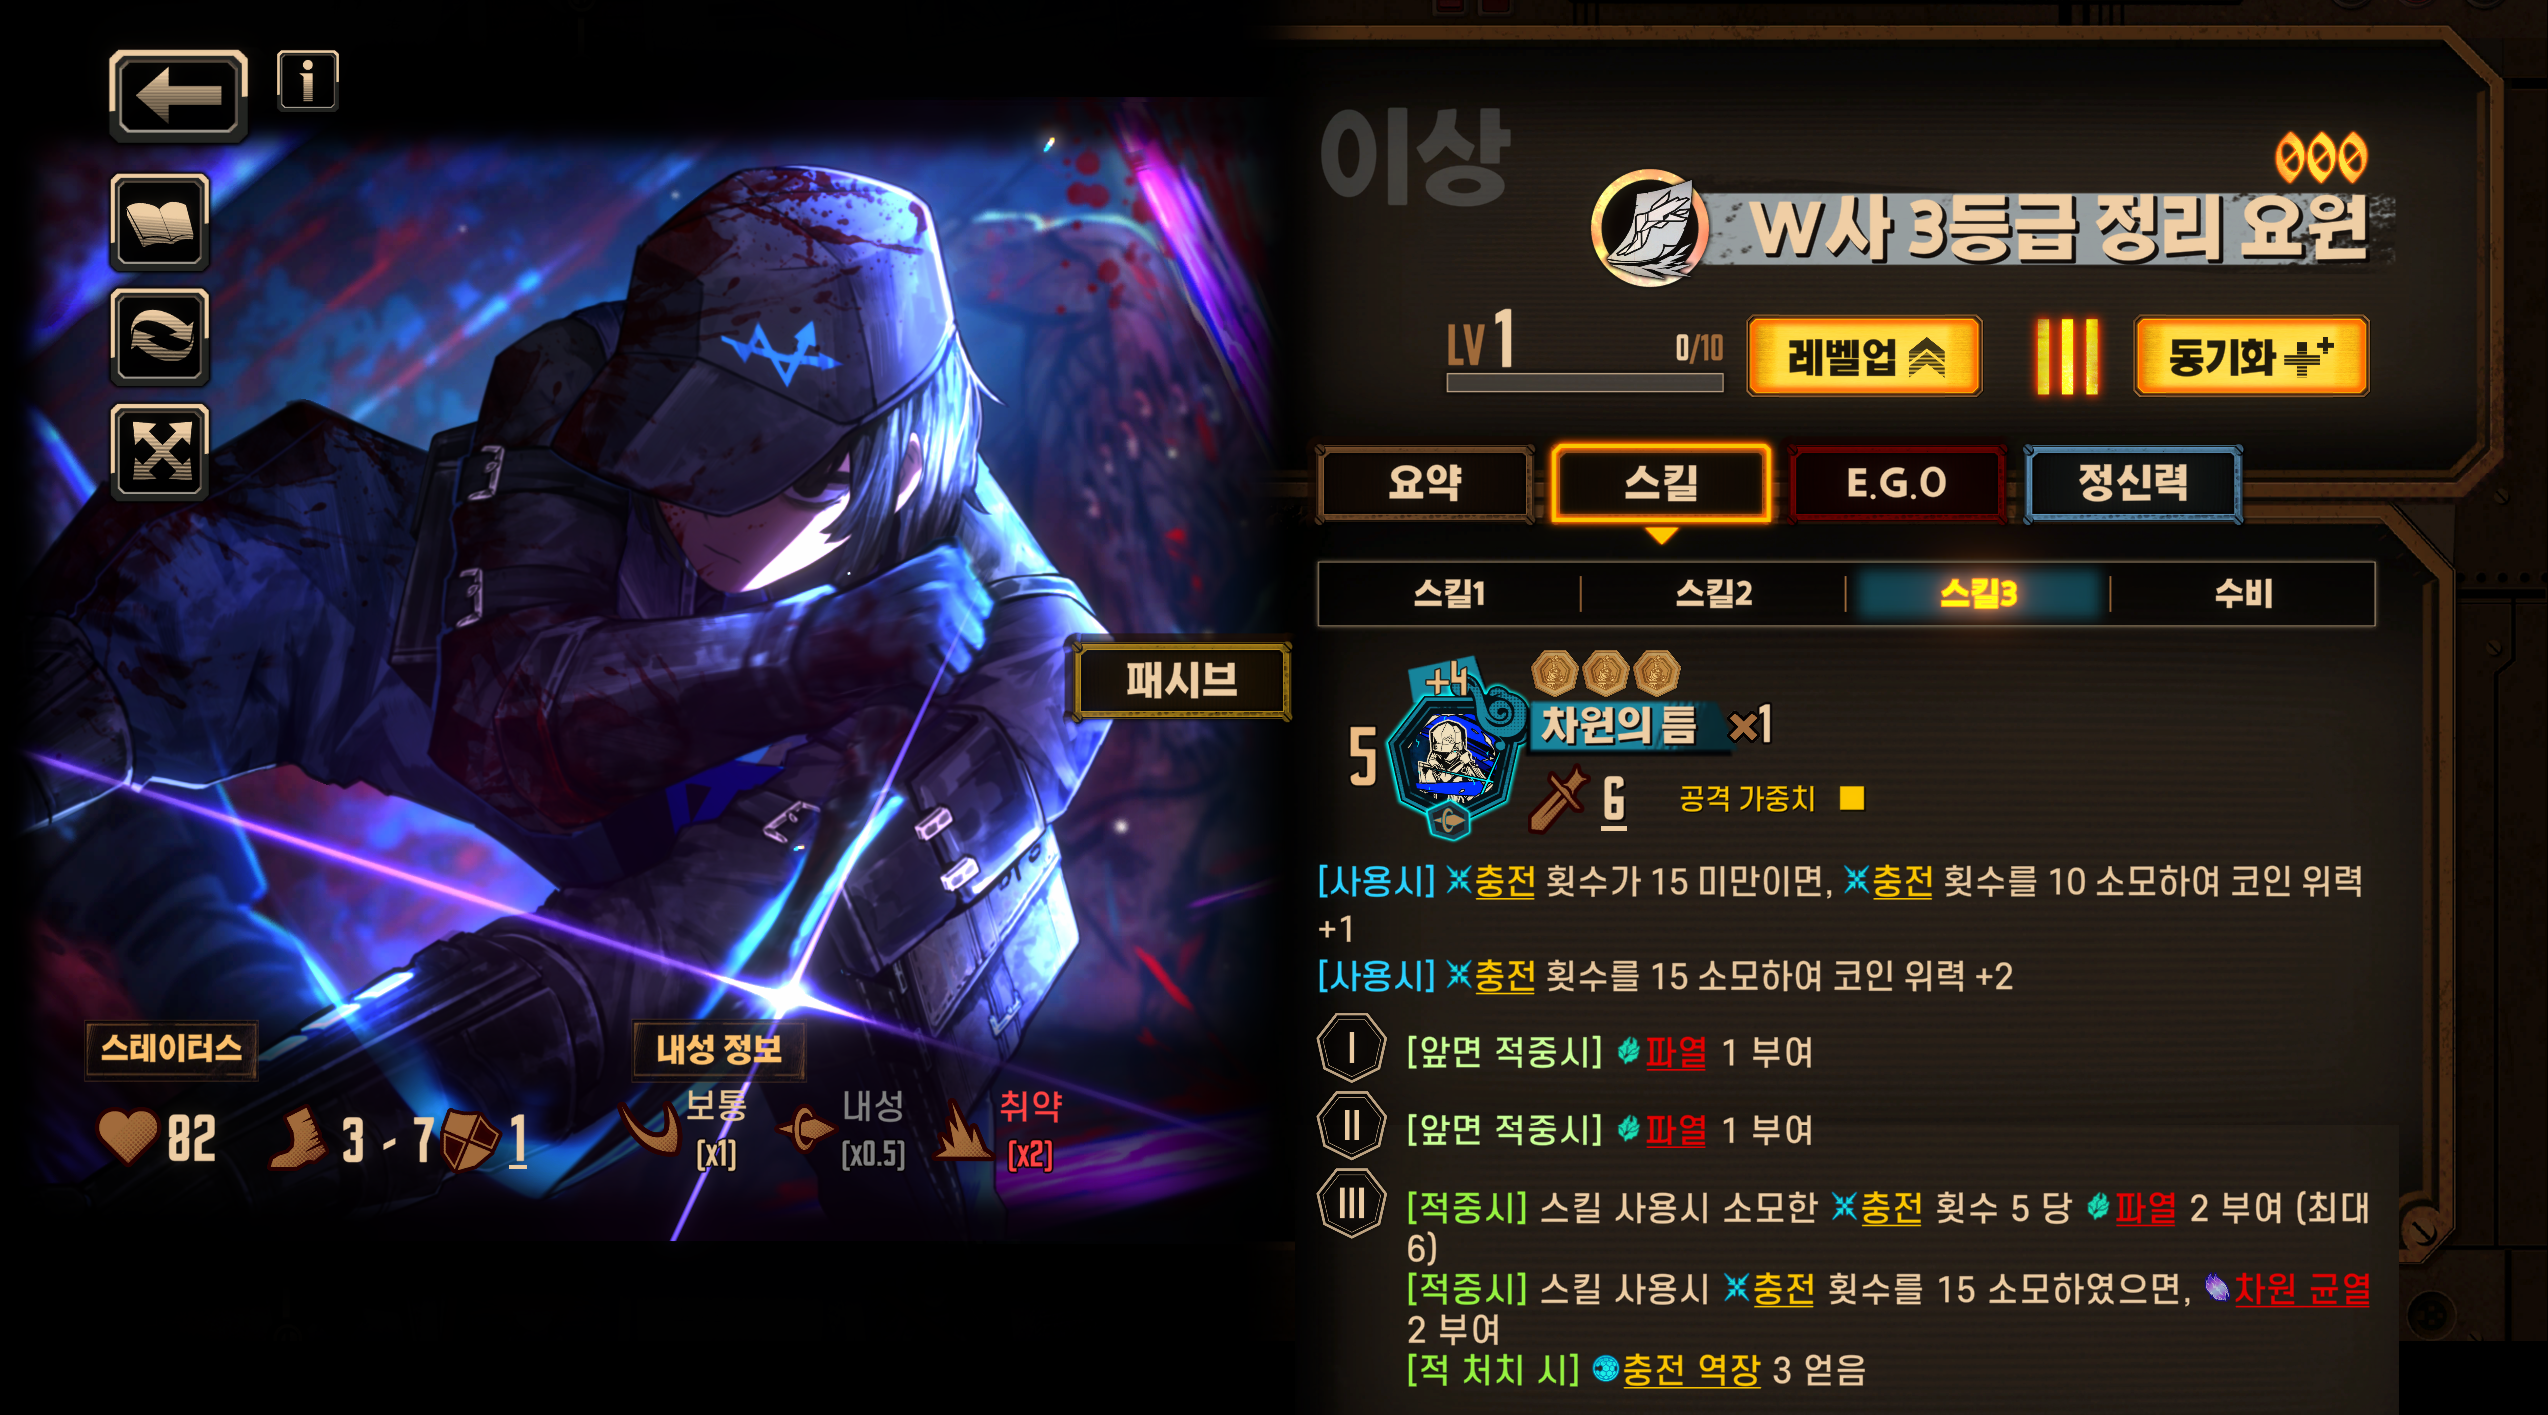 이상
W사 3등급 정리 요원
LV 1
0/10
레벨업
동기화
요약
스킬
E.G.O
정신력
스킬1
스킬2
스킬3
수비
패시브
+4
5
차원의 틈 ×1
6
공격 가중치
[사용시] 충전 횟수가 15 미만이면, 충전 횟수를 10 소모하여 코인 위력
+1
[사용시] 충전 횟수를 15 소모하여 코인 위력 +2
I [앞면 적중시] 파열 1 부여
II [앞면 적중시] 파열 1 부여
III [적중시] 스킬 사용시 소모한 충전 횟수 5 당 파열 2 부여 (최대
6)
[적중시] 스킬 사용시 충전 횟수를 15 소모하였으면, 차원 균열
2 부여
[적 처치 시] 충전 역장 3 얻음
스테이터스
82
3 - 7
1
내성 정보
보통
[x1]
내성
[x0.5]
취약
[x2]